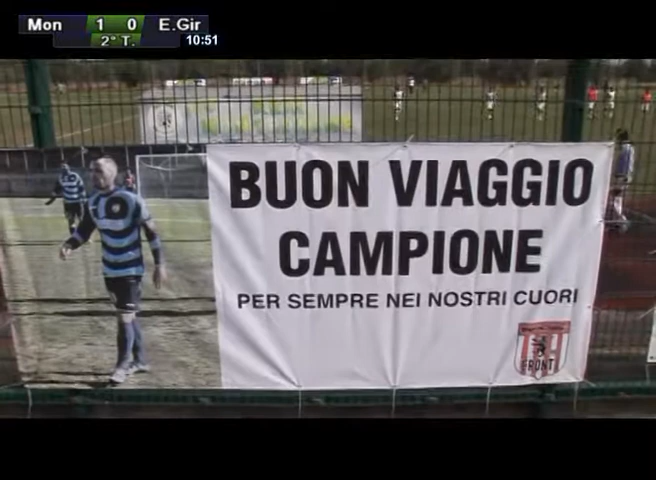 Mon 1 0 E.Gir
2° T. 10:51
BUON VIAGGIO
CAMPIONE
PER SEMPRE NEI NOSTRI CUORI
FRONT